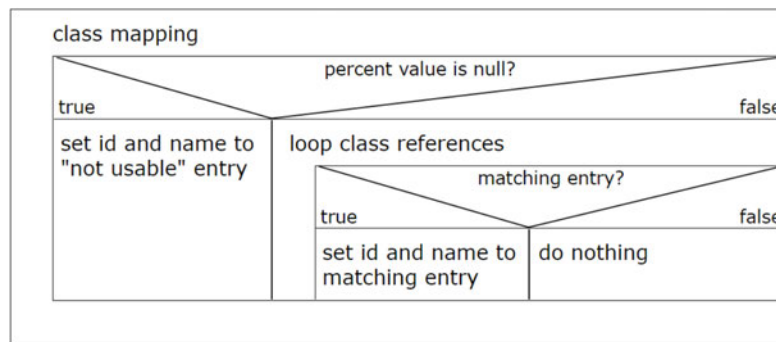 class mapping
percent value is null?
true
false
set id and name to
"not usable" entry
loop class references
matching entry?
true
false
set id and name to
matching entry
do nothing